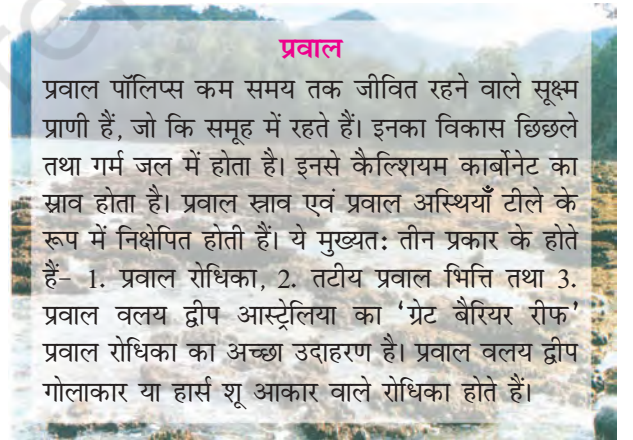 प्रवाल
प्रवाल पॉलिप्स कम समय तक जीवित रहने वाले सूक्ष्म
प्राणी हैं, जो कि समूह में रहते हैं। इनका विकास छिछले
तथा गर्म जल में होता है। इनसे कैल्शियम कार्बोनेट का
स्राव होता है। प्रवाल स्राव एवं प्रवाल अस्थियाँ टीले के
रूप में निक्षेपित होती हैं। ये मुख्यत: तीन प्रकार के होते
हैं– 1. प्रवाल रोधिका, 2. तटीय प्रवाल भित्ति तथा 3.
प्रवाल वलय द्वीप आस्ट्रेलिया का ‘ग्रेट बैरियर रीफ’
प्रवाल रोधिका का अच्छा उदाहरण है। प्रवाल वलय द्वीप
गोलाकार या हार्स शू आकार वाले रोधिका होते हैं।